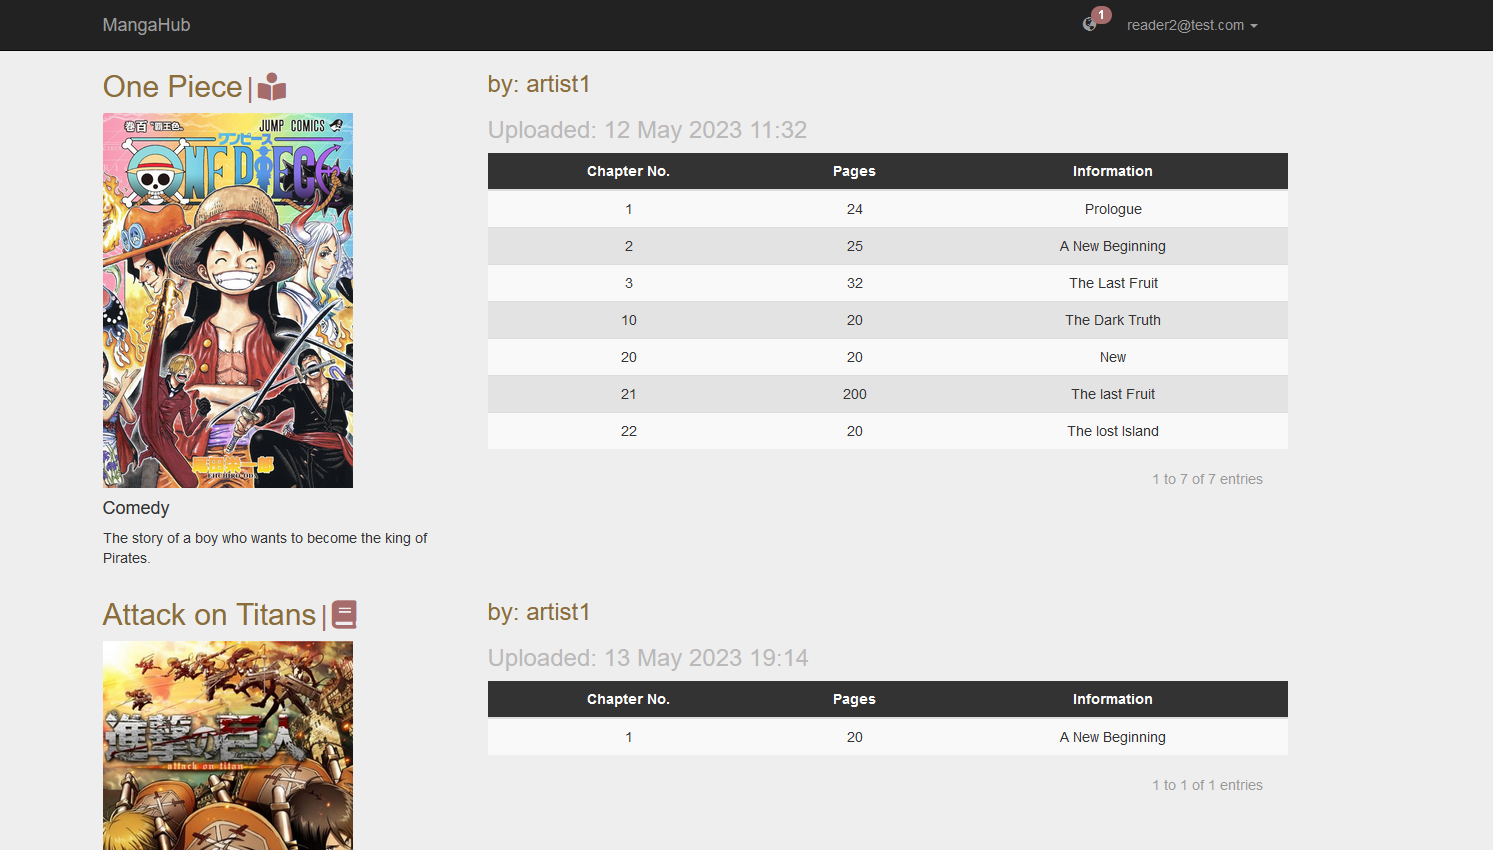 MangaHub
1
reader2@test.com
One Piece |
by: artist1
Uploaded: 12 May 2023 11:32
巻百 "覇王色"
JUMP COMICS
ワンピース
ONE PIECE
尾田栄一郎
EIICHIRO ODA
Chapter No. Pages Information
1 24 Prologue
2 25 A New Beginning
3 32 The Last Fruit
10 20 The Dark Truth
20 20 New
21 200 The last Fruit
22 20 The lost Island
1 to 7 of 7 entries
Comedy
The story of a boy who wants to become the king of
Pirates.
Attack on Titans |
by: artist1
Uploaded: 13 May 2023 19:14
進撃の巨人
attack on titan
Chapter No. Pages Information
1 20 A New Beginning
1 to 1 of 1 entries